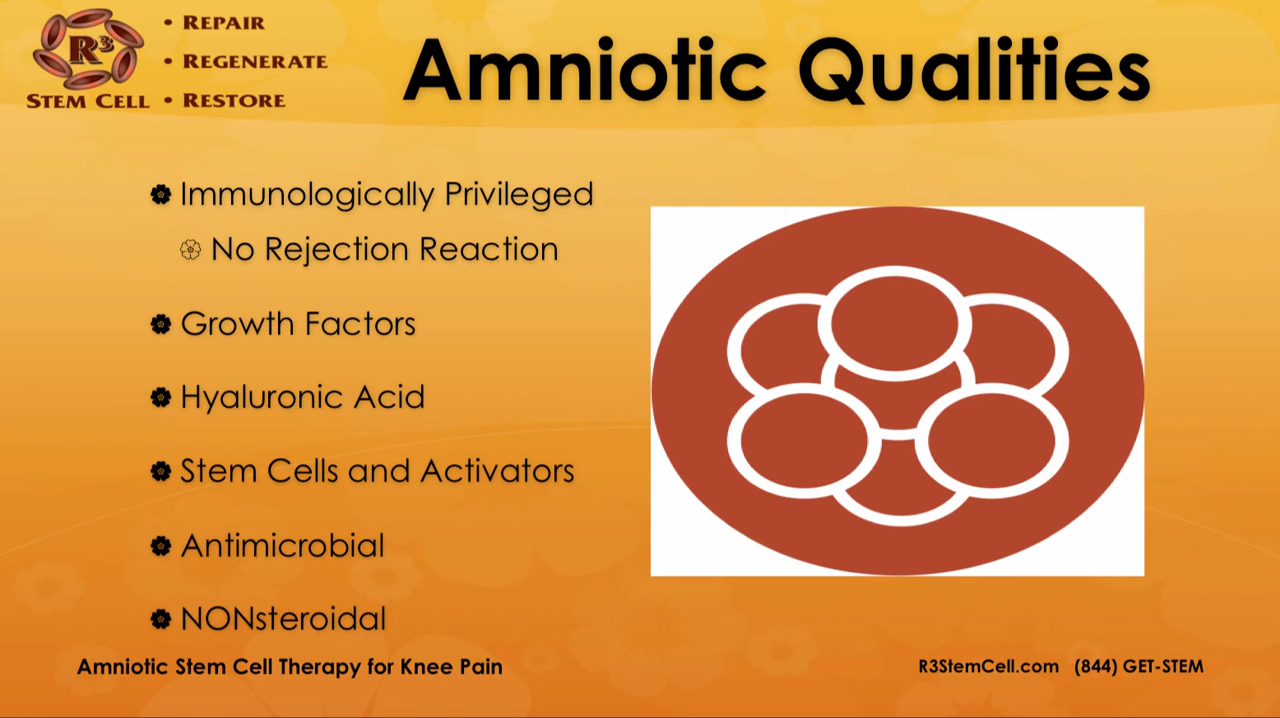 R³
STEM CELL
• REPAIR
• REGENERATE
• RESTORE
Amniotic Qualities
Immunologically Privileged
No Rejection Reaction
Growth Factors
Hyaluronic Acid
Stem Cells and Activators
Antimicrobial
NONsteroidal
Amniotic Stem Cell Therapy for Knee Pain
R3StemCell.com (844) GET-STEM